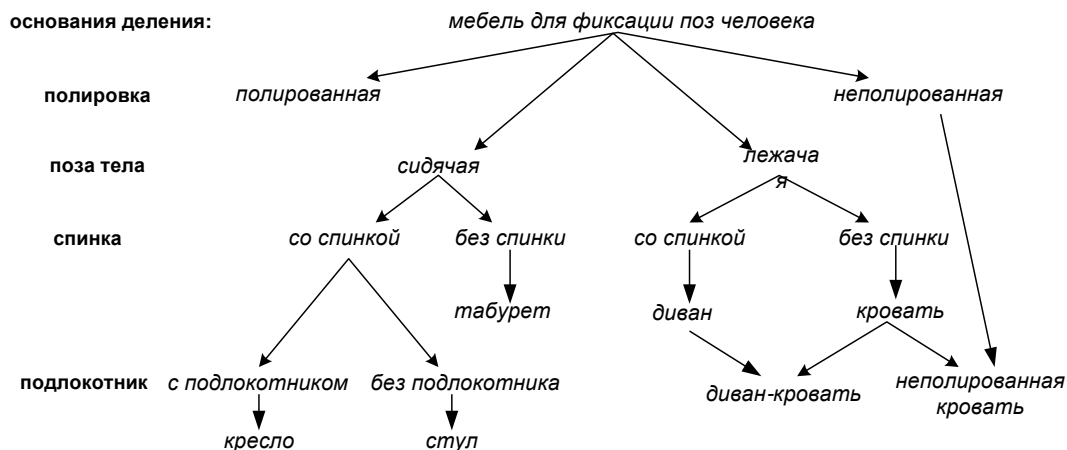 основания деления: мебель для фиксации поз человека
полировка полированная неполированная
поза тела сидячая лежача
я
спинка со спинкой без спинки со спинкой без спинки
табурет диван кровать
подлокотник с подлокотником без подлокотника диван-кровать неполированная
кровать
кресло стул